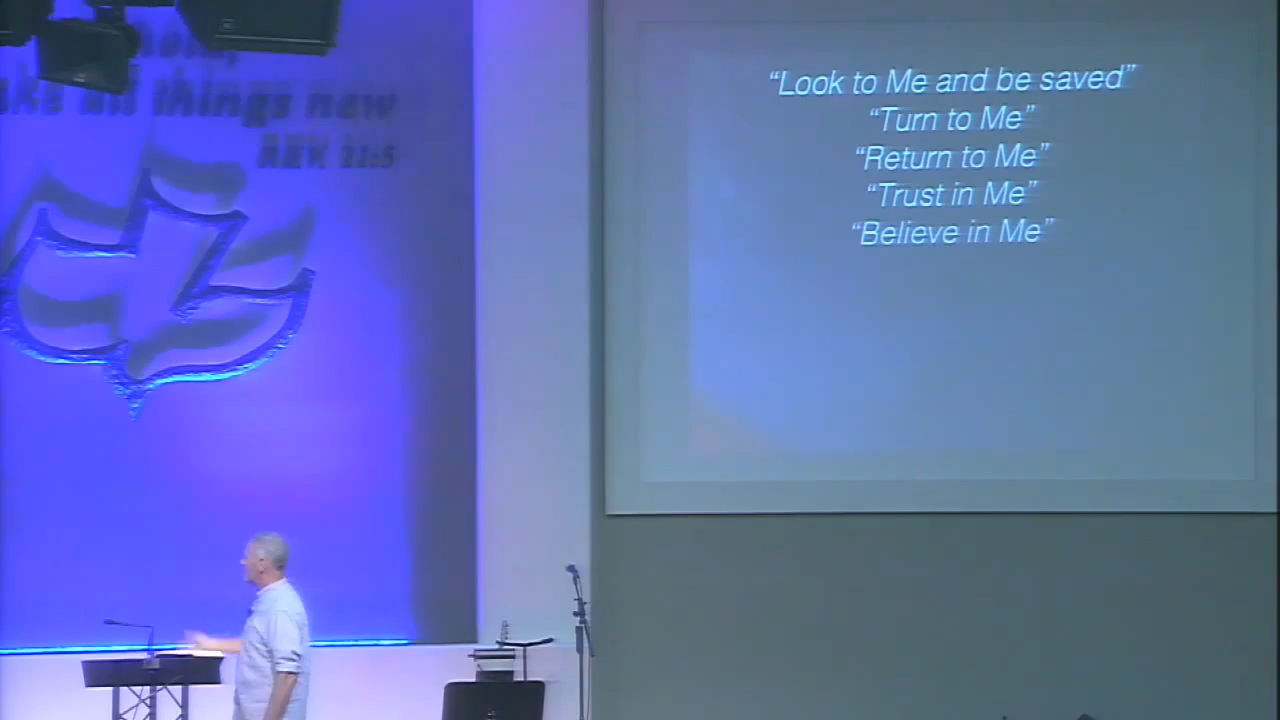 all things new
REV 21:5
“Look to Me and be saved”
“Turn to Me”
“Return to Me”
“Trust in Me”
“Believe in Me”